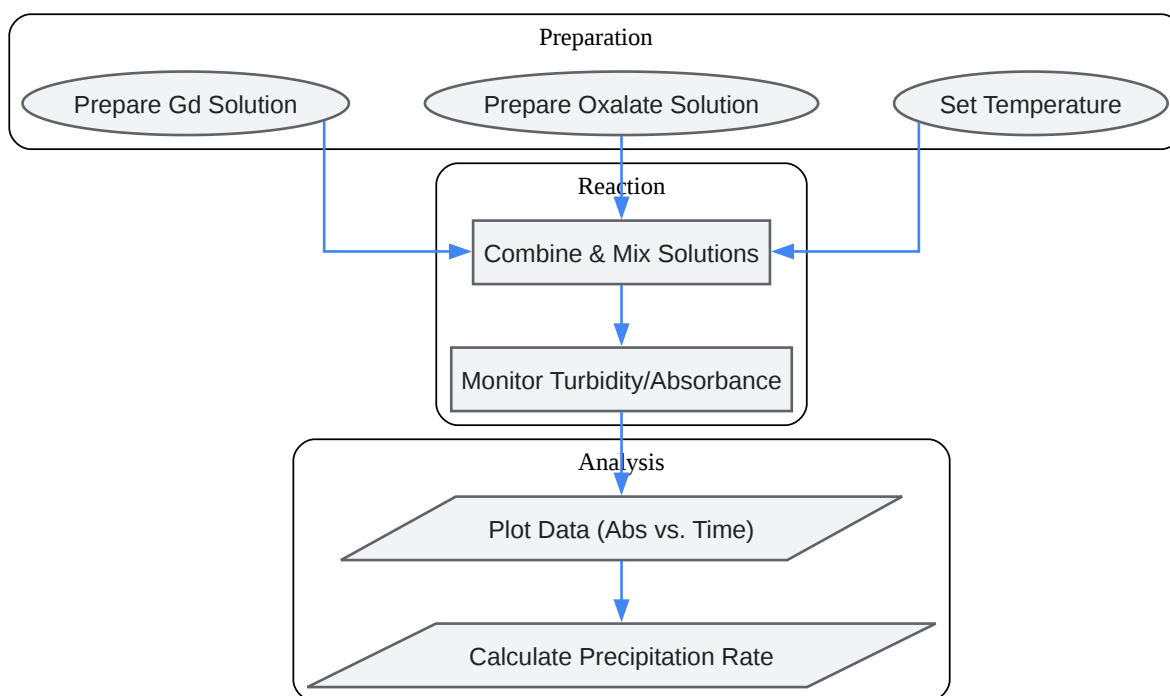 Preparation
Prepare Gd Solution
Prepare Oxalate Solution
Set Temperature
Reaction
Combine & Mix Solutions
Monitor Turbidity/Absorbance
Analysis
Plot Data (Abs vs. Time)
Calculate Precipitation Rate